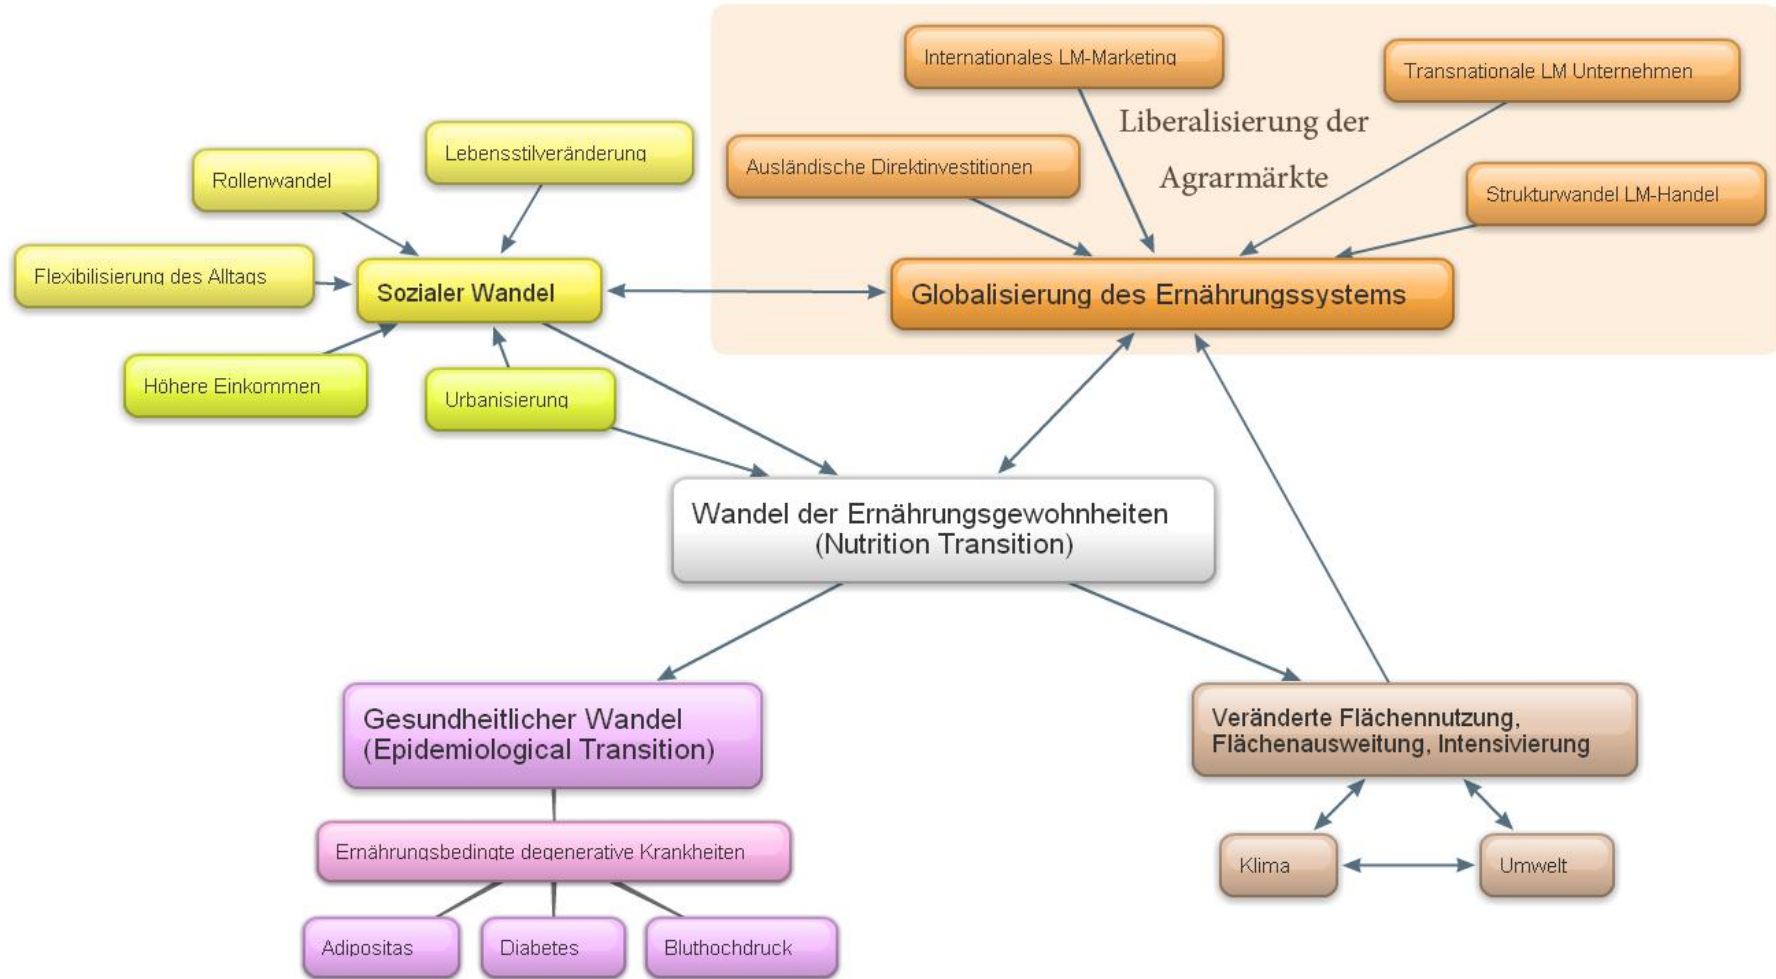 Internationales LM-Marketing
Transnationale LM Unternehmen
Liberalisierung der
Agrarmärkte
Ausländische Direktinvestitionen
Strukturwandel LM-Handel
Globalisierung des Ernährungssystems
Lebensstilveränderung
Rollenwandel
Flexibilisierung des Alltags
Sozialer Wandel
Höhere Einkommen
Urbanisierung
Wandel der Ernährungsgewohnheiten
(Nutrition Transition)
Gesundheitlicher Wandel
(Epidemiological Transition)
Ernährungsbedingte degenerative Krankheiten
Adipositas
Diabetes
Bluthochdruck
Veränderte Flächennutzung,
Flächenausweitung, Intensivierung
Klima
Umwelt